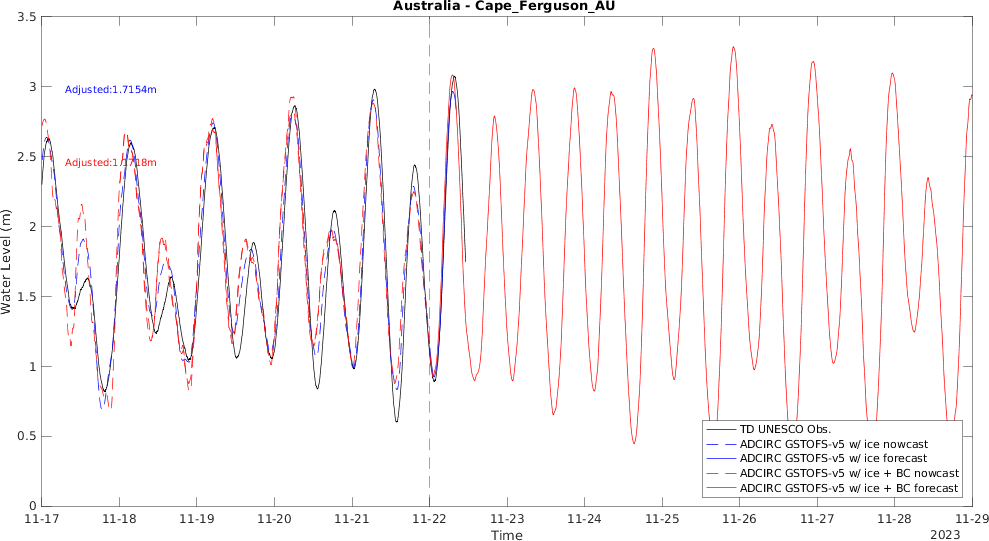 Australia - Cape_Ferguson_AU
3.5
3
2.5
2
1.5
1
0.5
0
Water Level (m)
Adjusted:1.7154m
Adjusted:1.1718m
TD UNESCO Obs.
ADCIRC GSTOFS-v5 w/ ice nowcast
ADCIRC GSTOFS-v5 w/ ice forecast
ADCIRC GSTOFS-v5 w/ ice + BC nowcast
ADCIRC GSTOFS-v5 w/ ice + BC forecast
11-17 11-18 11-19 11-20 11-21 11-22 11-23 11-24 11-25 11-26 11-27 11-28 11-29
Time
2023